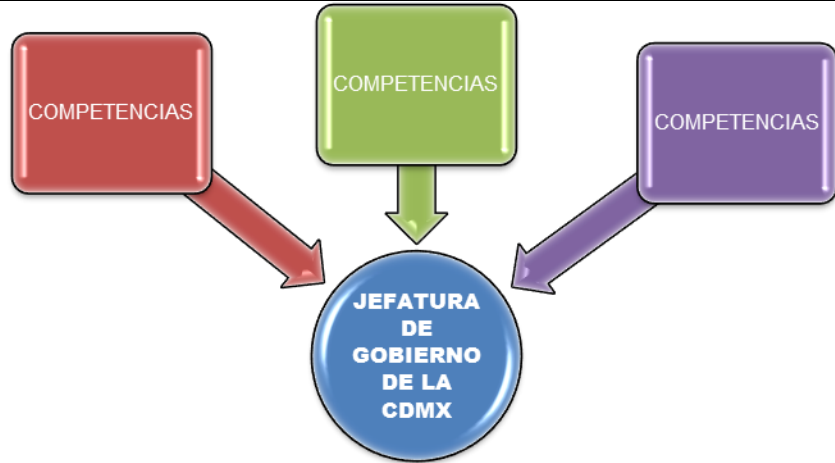 COMPETENCIAS
COMPETENCIAS
COMPETENCIAS
JEFATURA
DE
GOBIERNO
DE LA
CDMX